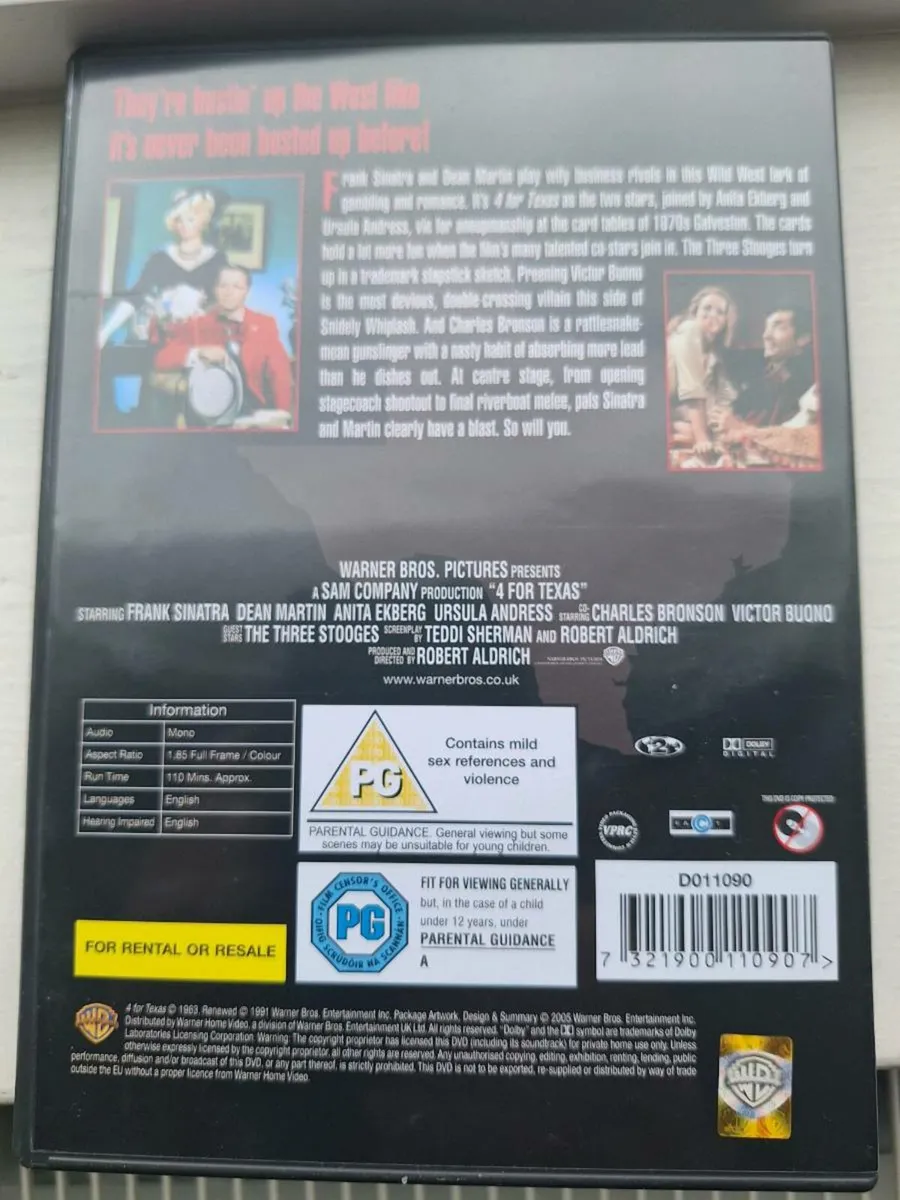 They're bustin' up the West like
it's never been busted up before!
Frank Sinatra and Dean Martin play wily business rivals in this Wild West lark of
gambling and romance. It's 4 for Texas as the two stars, joined by Anita Ekberg and
Ursula Andress, vie for oneupmanship at the card tables of 1870s Galveston. The cards
hold a lot more fun when the film's many talented co-stars join in. The Three Stooges turn
up in a trademark slapstick sketch. Preening Victor Buono
is the most devious, double-crossing villain this side of
Snidely Whiplash. And Charles Bronson is a rattlesnake-
mean gunslinger with a nasty habit of absorbing more lead
than he dishes out. At centre stage, from opening
stagecoach shootout to final riverboat melee, pals Sinatra
and Martin clearly have a blast. So will you.
WARNER BROS. PICTURES PRESENTS
A SAM COMPANY PRODUCTION "4 FOR TEXAS"
STARRING FRANK SINATRA DEAN MARTIN ANITA EKBERG URSULA ANDRESS CO-STARRING CHARLES BRONSON VICTOR BUONO
GUEST STARS THE THREE STOOGES SCREENPLAY BY TEDDI SHERMAN AND ROBERT ALDRICH
PRODUCED AND DIRECTED BY ROBERT ALDRICH
www.warnerbros.co.uk
Information
Audio Mono
Aspect Ratio 1.85 Full Frame / Colour
Run Time 110 Mins. Approx.
Languages English
Hearing Impaired English
PG
Contains mild
sex references and
violence
PARENTAL GUIDANCE. General viewing but some
scenes may be unsuitable for young children.
2
DOLBY
DIGITAL
THIS DVD IS COPY PROTECTED
VPRC
FACT
FILM CENSOR'S OFFICE
PG
OIFIG SCRÚDÓIR NA SCANNÁN
FIT FOR VIEWING GENERALLY
but, in the case of a child
under 12 years, under
PARENTAL GUIDANCE
A
D011090
7 321900 110907 >
FOR RENTAL OR RESALE
4 for Texas © 1963, Renewed © 1991 Warner Bros. Entertainment Inc. Package Artwork, Design & Summary © 2005 Warner Bros. Entertainment Inc.
Distributed by Warner Home Video, a division of Warner Bros. Entertainment UK Ltd. All rights reserved. "Dolby" and the DD symbol are trademarks of Dolby
Laboratories Licensing Corporation. Warning: The copyright proprietor has licensed this DVD (including its soundtrack) for private home use only. Unless
otherwise expressly licensed by the copyright proprietor, all other rights are reserved. Any unauthorised copying, editing, exhibition, renting, lending, public
performance, diffusion and/or broadcast of this DVD, or any part thereof, is strictly prohibited. This DVD is not to be exported, re-supplied or distributed by way of trade
outside the EU without a proper licence from Warner Home Video.